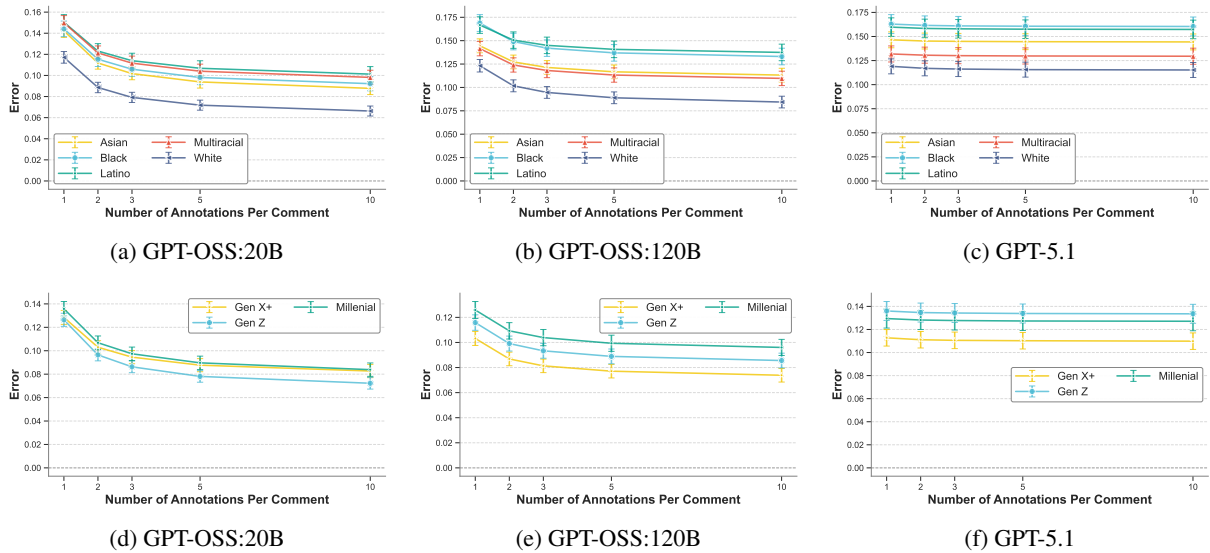 0.16
0.14
0.12
0.10
0.08
0.06
0.04
0.02
0.00
Error
Asian
Black
Latino
Multiracial
White
1 2 3 5 10
Number of Annotations Per Comment
(a) GPT-OSS:20B
0.175
0.150
0.125
0.100
0.075
0.050
0.025
0.000
Error
Asian
Black
Latino
Multiracial
White
1 2 3 5 10
Number of Annotations Per Comment
(b) GPT-OSS:120B
0.175
0.150
0.125
0.100
0.075
0.050
0.025
0.000
Error
Asian
Black
Latino
Multiracial
White
1 2 3 5 10
Number of Annotations Per Comment
(c) GPT-5.1
0.14
0.12
0.10
0.08
0.06
0.04
0.02
0.00
Error
Gen X+
Gen Z
Millenial
1 2 3 5 10
Number of Annotations Per Comment
(d) GPT-OSS:20B
0.12
0.10
0.08
0.06
0.04
0.02
0.00
Error
Gen X+
Gen Z
Millenial
1 2 3 5 10
Number of Annotations Per Comment
(e) GPT-OSS:120B
0.14
0.12
0.10
0.08
0.06
0.04
0.02
0.00
Error
Gen X+
Gen Z
Millenial
1 2 3 5 10
Number of Annotations Per Comment
(f) GPT-5.1